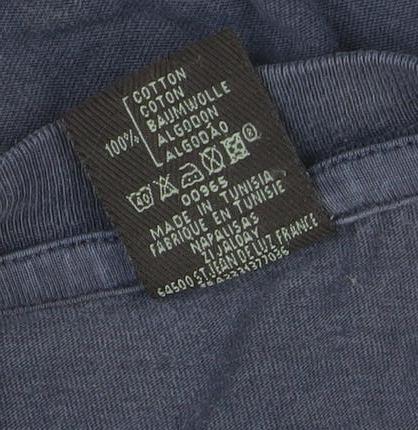 100%
COTTON
COTON
BAUMWOLLE
ALGODON
ALGODÃO
40
00965
MADE IN TUNISIA
FABRIQUE EN TUNISIE
NAPALISAS
ZI JALDAY
64500 ST JEAN DE LUZ FRANCE